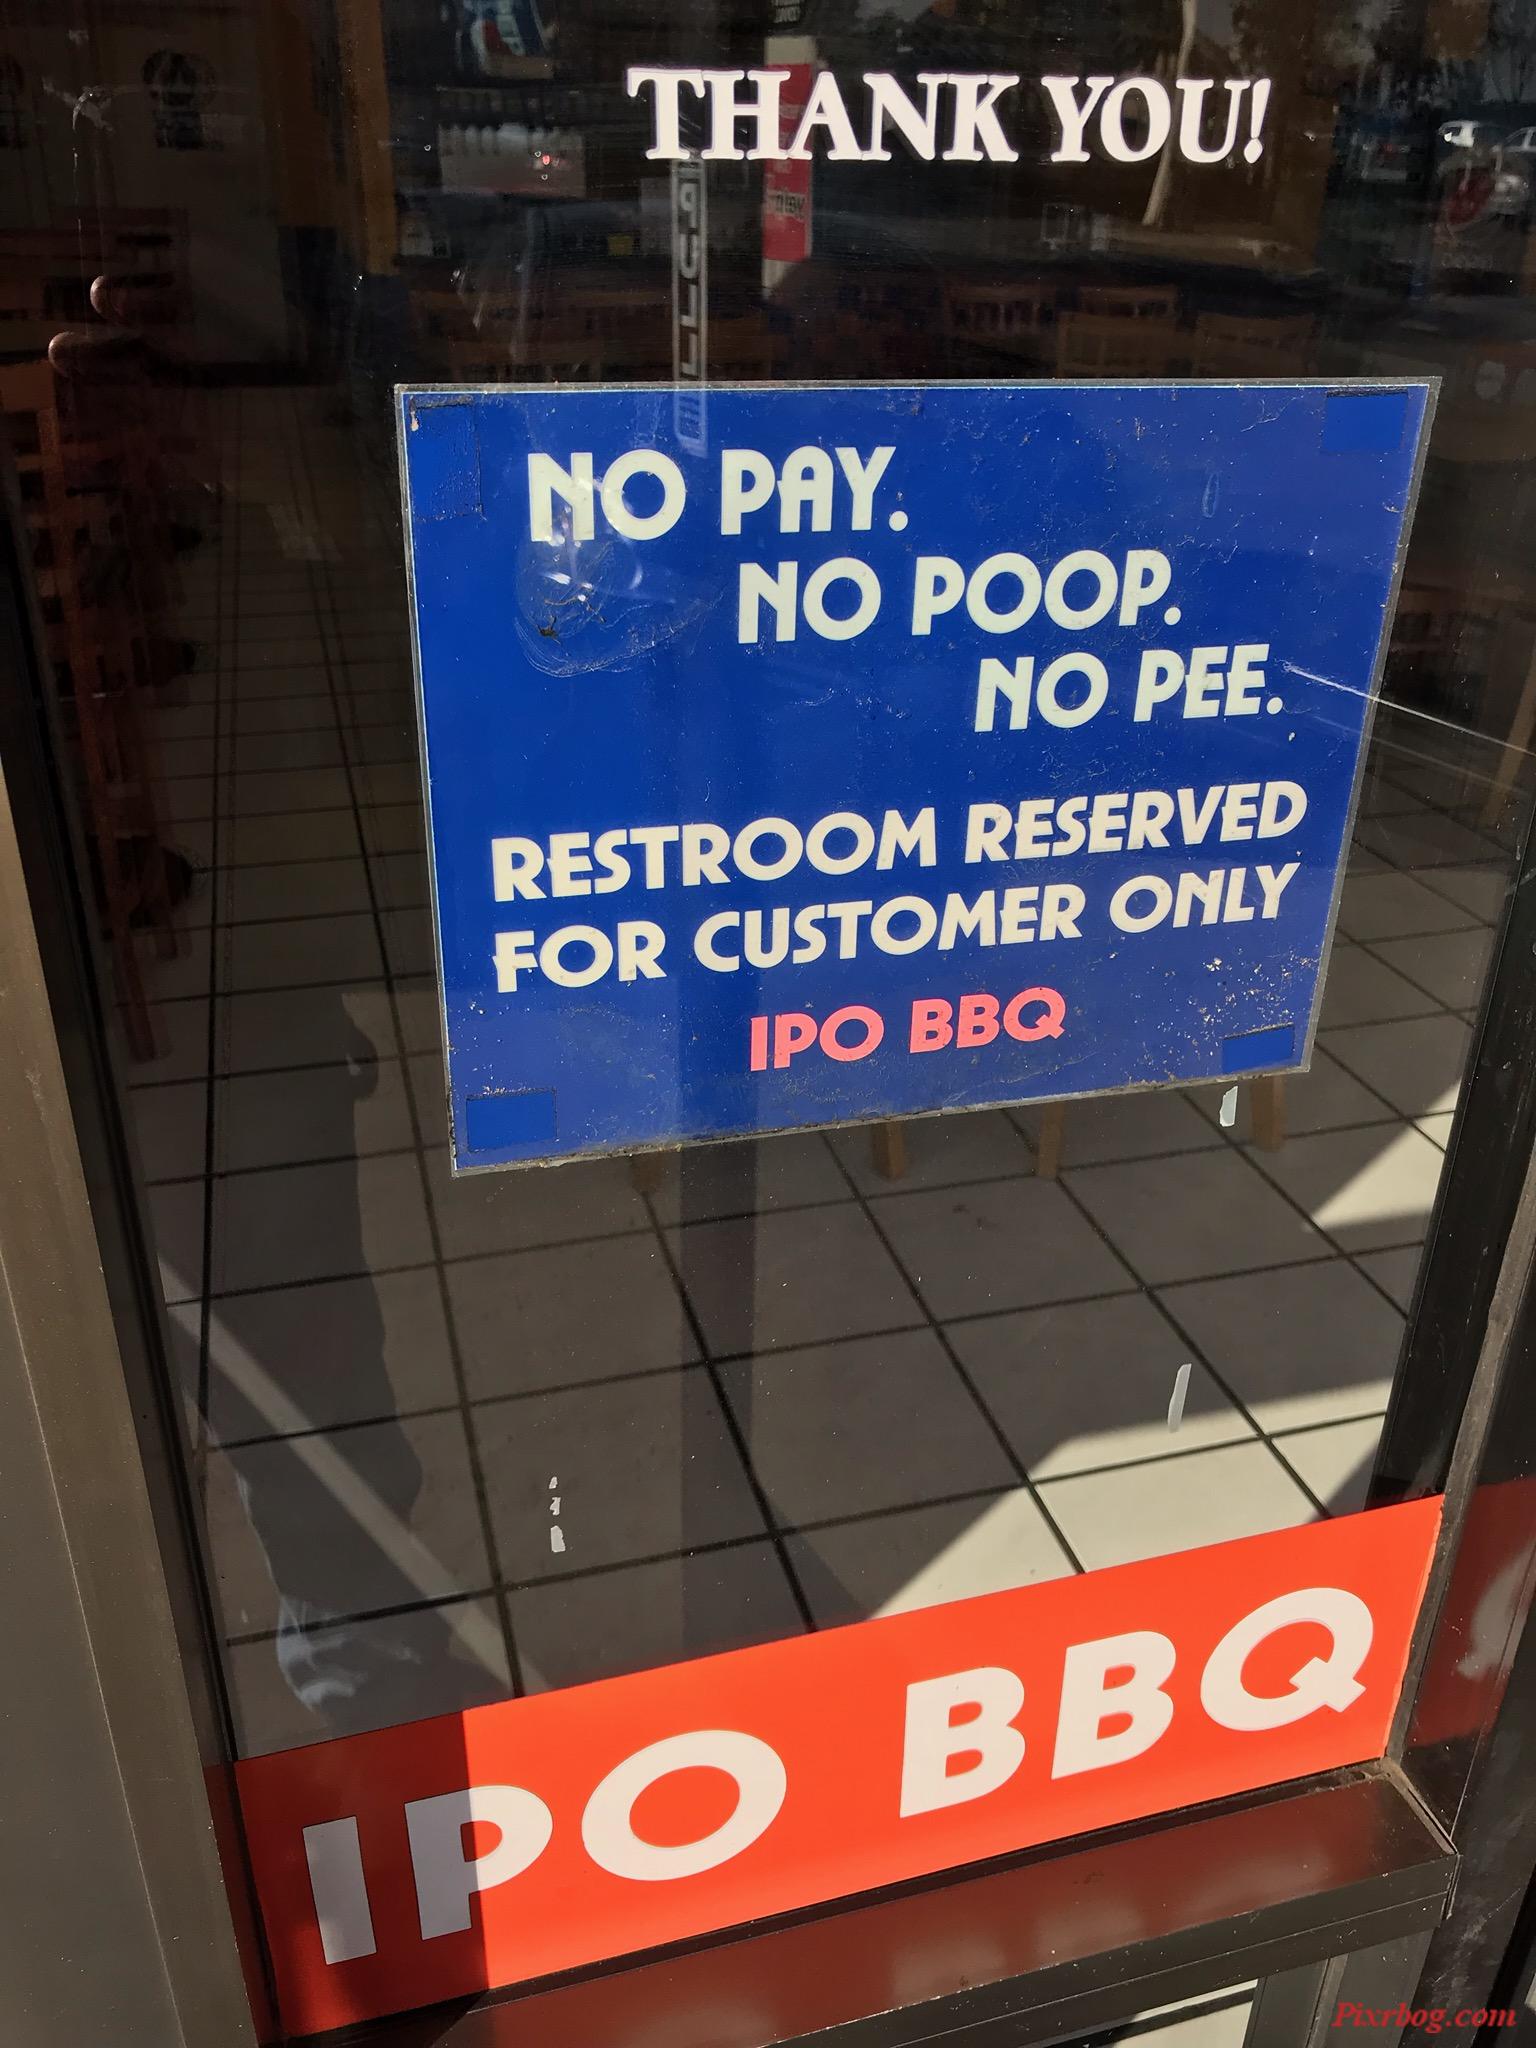 THANK YOU!
NO PAY.
NO POOP.
NO PEE.
RESTROOM RESERVED
FOR CUSTOMER ONLY
IPO BBQ
IPO BBQ
Pixrbog.com